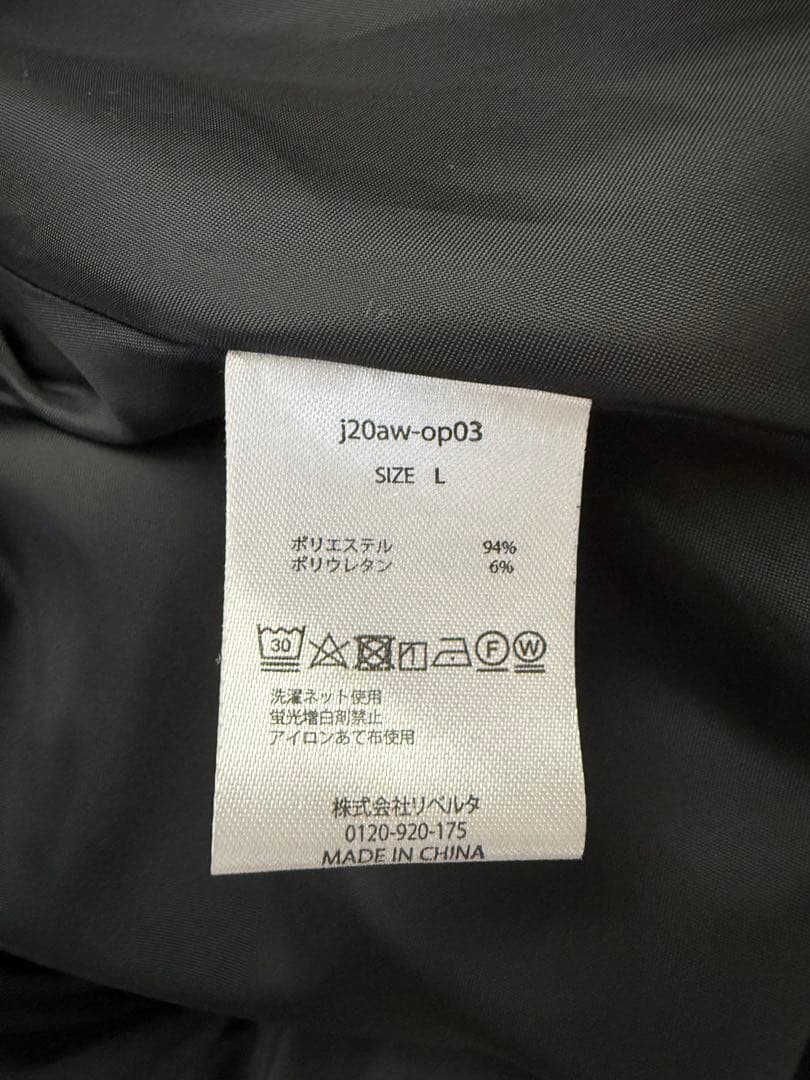 j20aw-op03
SIZE L
ポリエステル 94%
ポリウレタン 6%
30 F W
洗濯ネット使用
蛍光増白剤禁止
アイロンあて布使用
株式会社リベルタ
0120-920-175
MADE IN CHINA